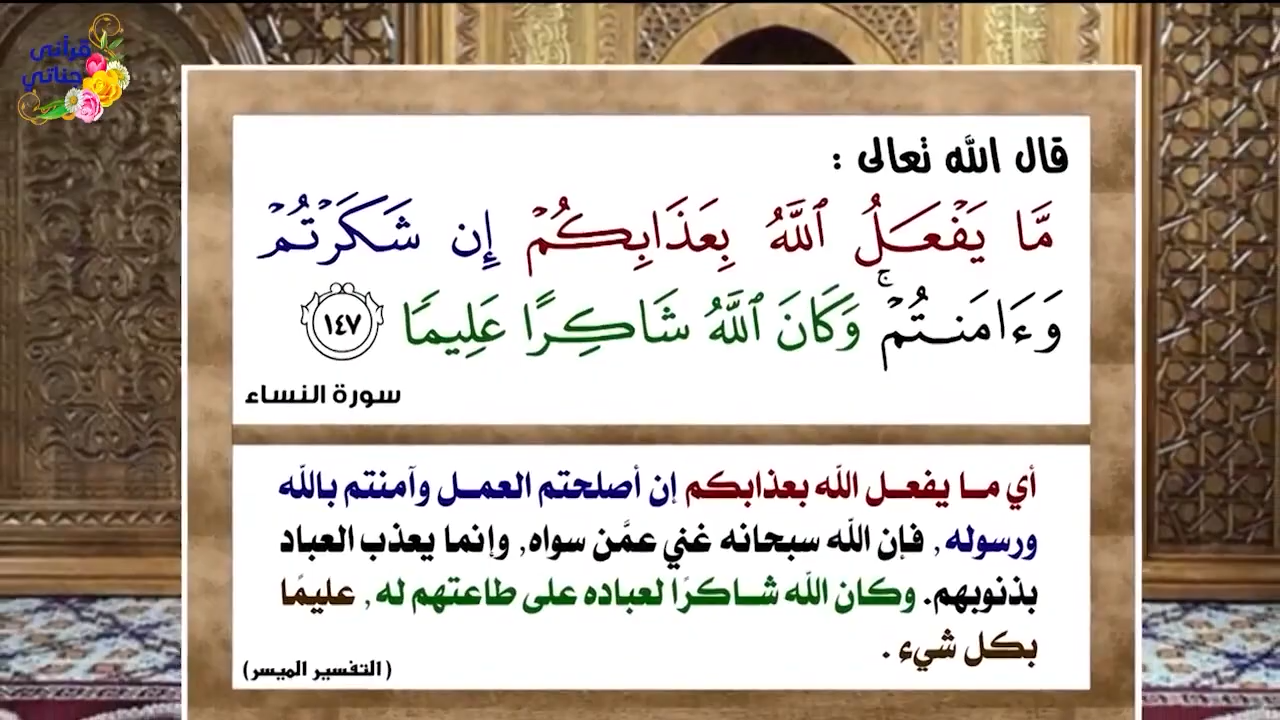 قرآني
جناتي
قال الله تعالى :
مَّا يَفۡعَلُ ٱللَّهُ بِعَذَابِكُمۡ إِن شَكَرۡتُمۡ
وَءَامَنتُمۡۚ وَكَانَ ٱللَّهُ شَاكِرًا عَلِيمٗا ١٤٧
سورة النساء
أي ما يفعل الله بعذابكم إن أصلحتم العمل وآمنتم بالله
ورسوله, فإن الله سبحانه غني عمَّن سواه, وإنما يعذب العباد
بذنوبهم. وكان الله شاكرًا لعباده على طاعتهم له, عليمًا
بكل شيء .
( التفسير الميسر)